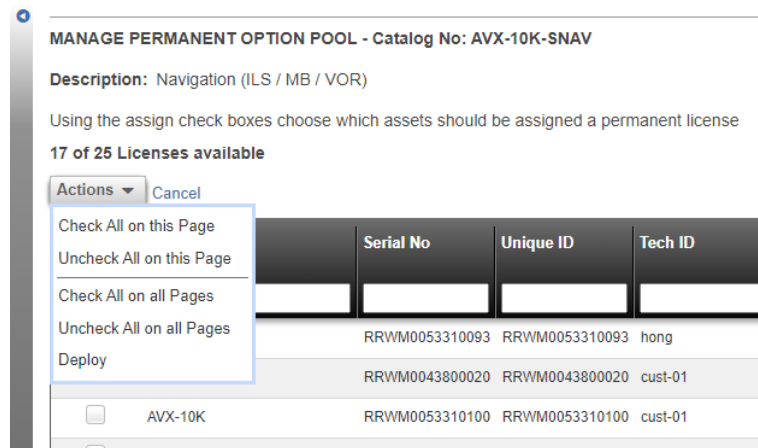 MANAGE PERMANENT OPTION POOL - Catalog No: AVX-10K-SNAV
Description: Navigation (ILS / MB / VOR)
Using the assign check boxes choose which assets should be assigned a permanent license
17 of 25 Licenses available
Actions Cancel
Check All on this Page
Uncheck All on this Page
Check All on all Pages
Uncheck All on all Pages
Deploy
Serial No Unique ID Tech ID
RRWM0053310093 RRWM0053310093 hong
RRWM0043800020 RRWM0043800020 cust-01
AVX-10K RRWM0053310100 RRWM0053310100 cust-01